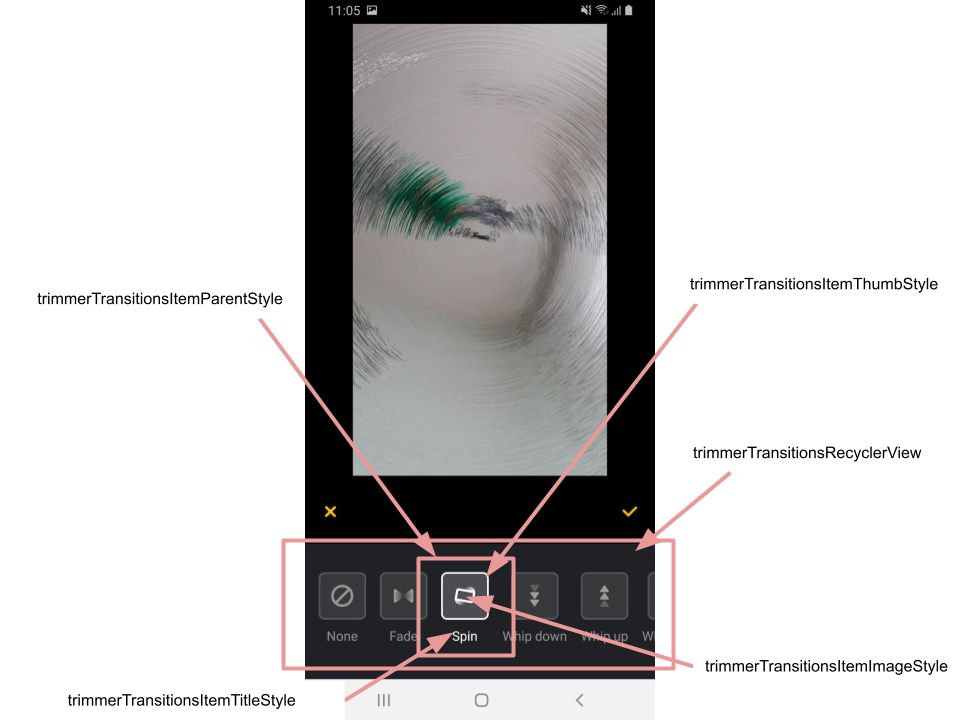 11:05
trimmerTransitionsItemThumbStyle
trimmerTransitionsItemParentStyle
trimmerTransitionsRecyclerView
None Fade Spin Whip down Whip up
trimmerTransitionsItemImageStyle
trimmerTransitionsItemTitleStyle